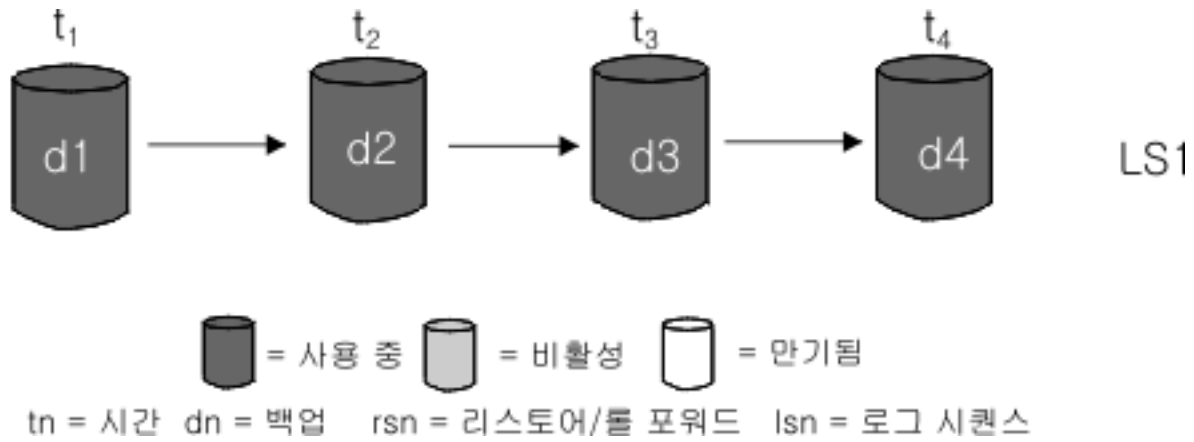 t1 t2 t3 t4
d1 d2 d3 d4 LS1
= 사용 중 = 비활성 = 만기됨
tn = 시간 dn = 백업 rsn = 리스토어/롤 포워드 lsn = 로그 시퀀스